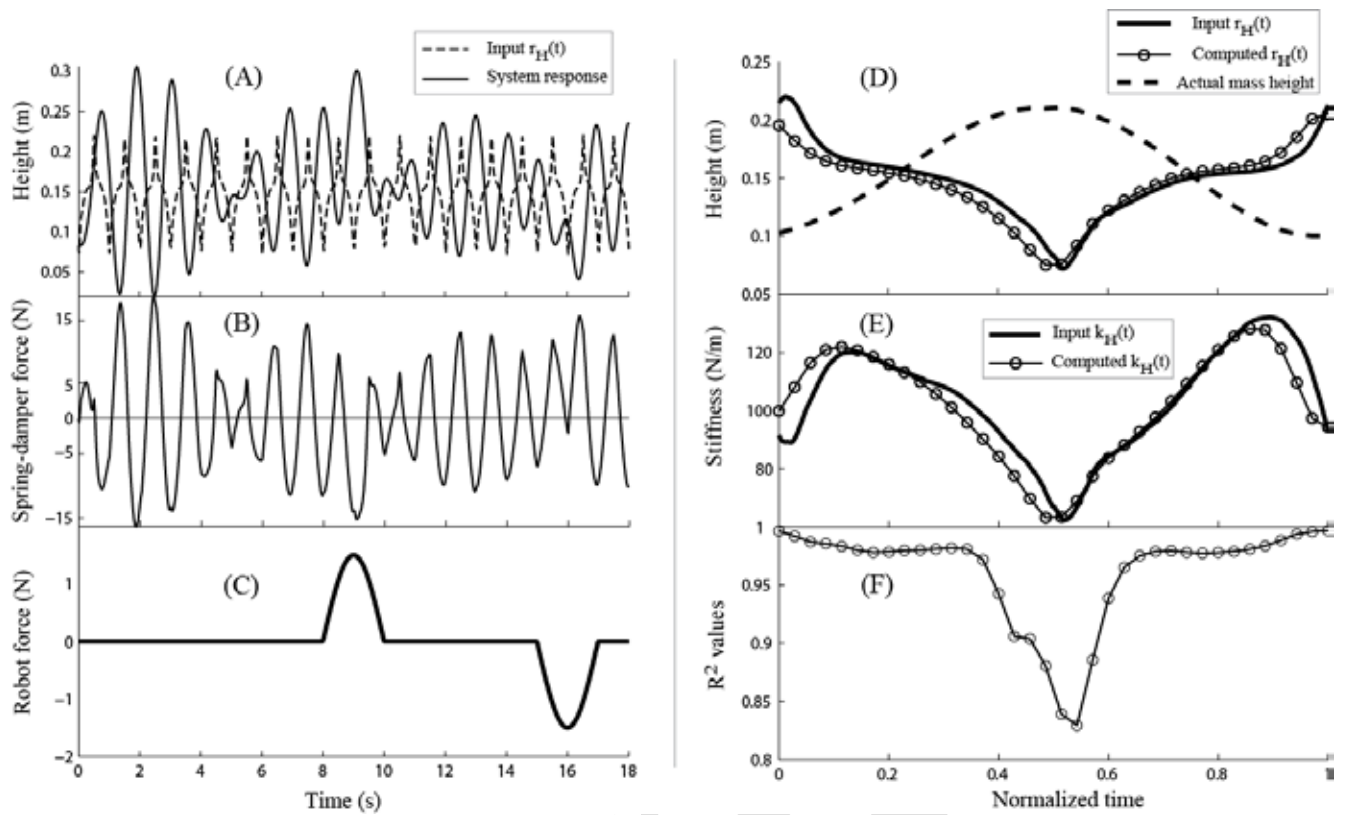 Input r_H(t)
System response
(A)
Height (m)
0.3
0.25
0.2
0.15
0.1
0.05
(B)
Spring-damper force (N)
15
5
0
−5
−15
(C)
Robot force (N)
1
0
−1
−2
0 2 4 6 8 10 12 14 16 18
Time (s)
Input r_H(t)
Computed r_H(t)
Actual mass height
(D)
Height (m)
0.25
0.2
0.15
0.1
0.05
(E)
Input k_H(t)
Computed k_H(t)
Stiffness (N/m)
120
100
80
(F)
R² values
1
0.95
0.9
0.85
0.8
0 0.2 0.4 0.6 0.8
Normalized time